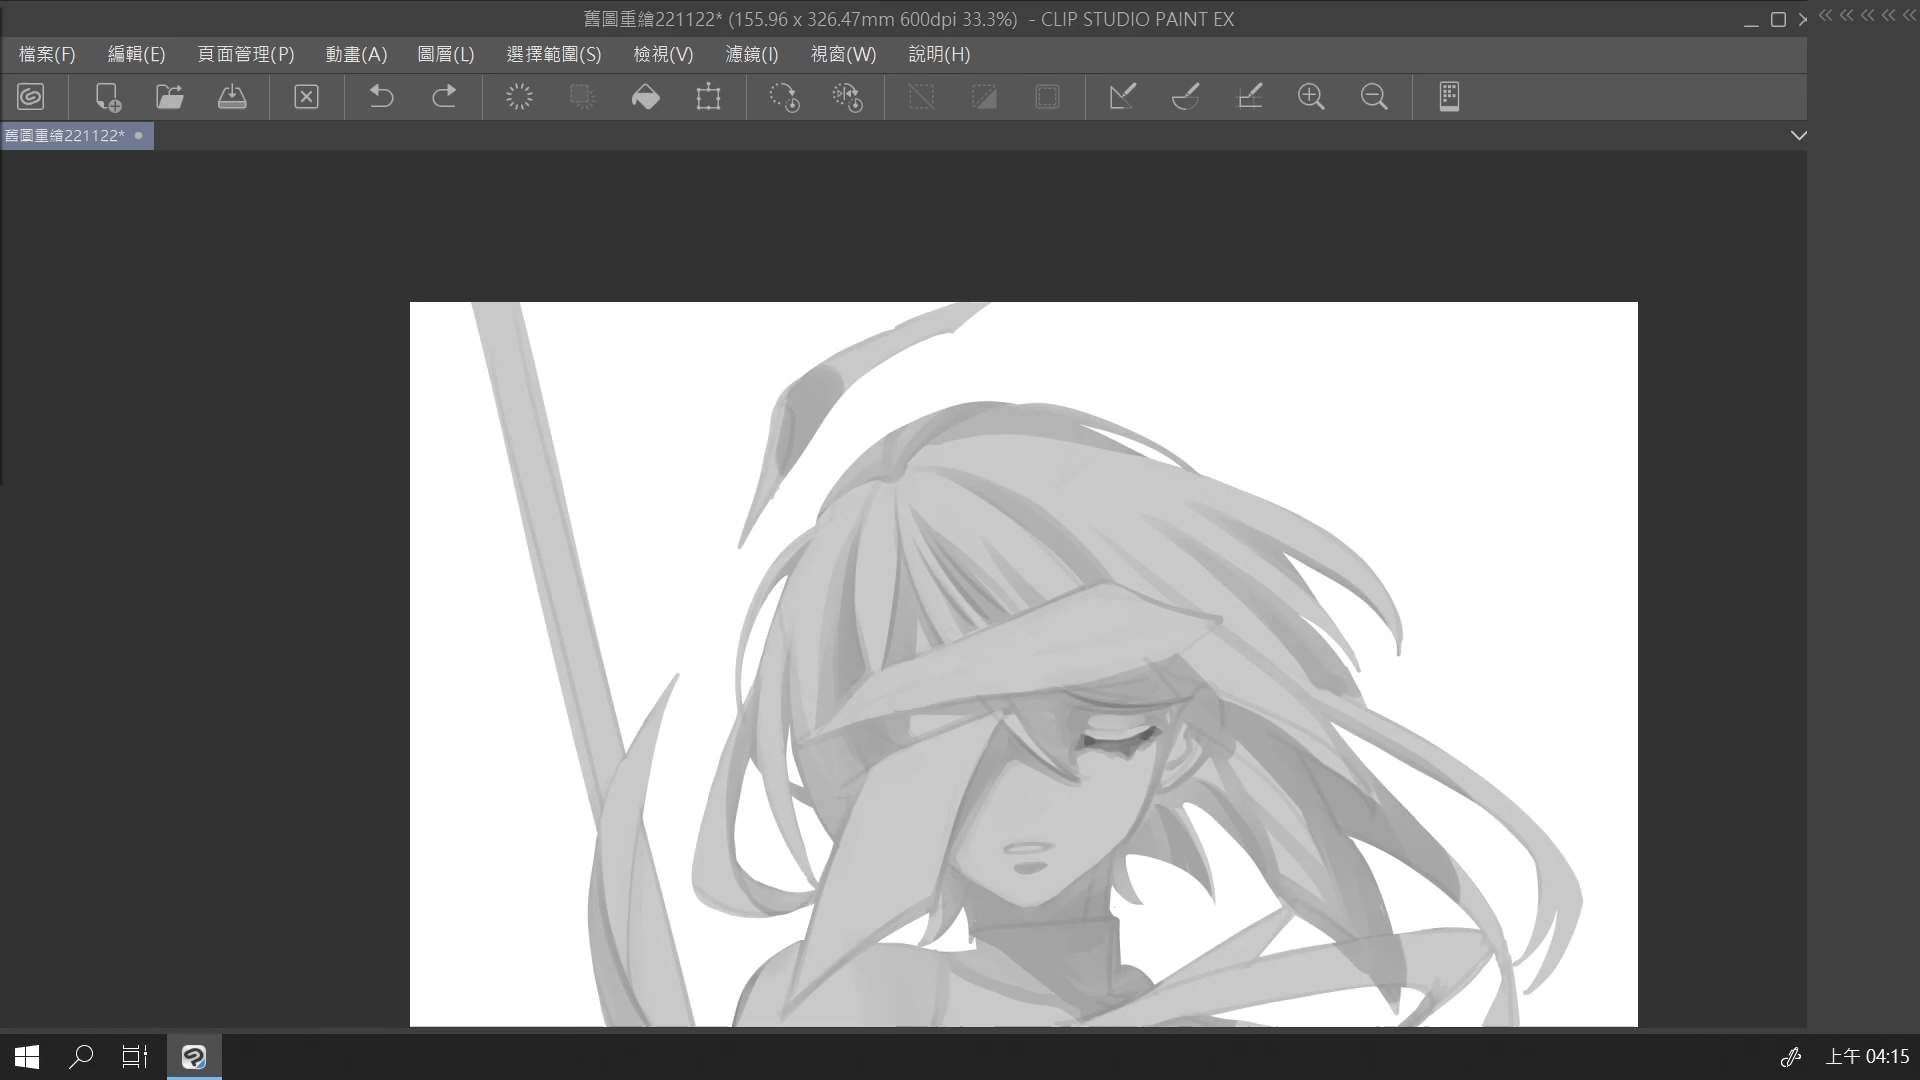 舊圖重繪221122* (155.96 x 326.47mm 600dpi 33.3%) - CLIP STUDIO PAINT EX
檔案(F) 編輯(E) 頁面管理(P) 動畫(A) 圖層(L) 選擇範圍(S) 檢視(V) 濾鏡(I) 視窗(W) 說明(H)
舊圖重繪221122*
上午 04:15